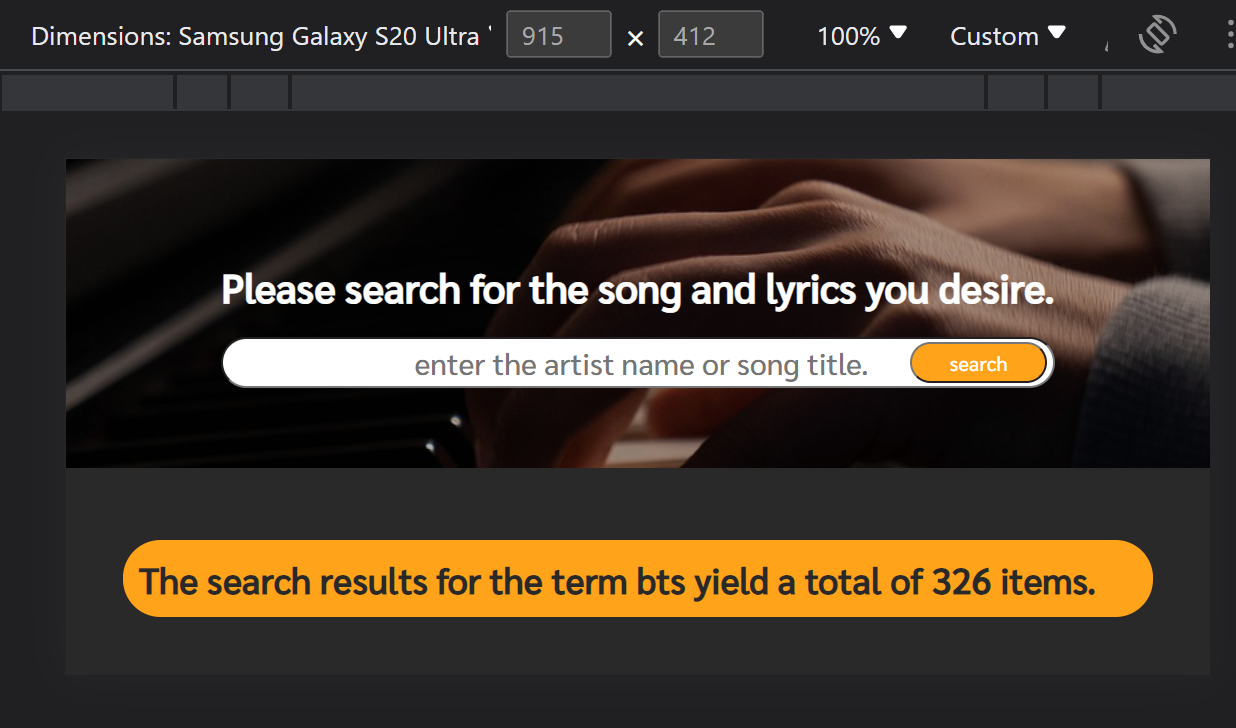 Dimensions: Samsung Galaxy S20 Ultra 915 × 412 100% Custom
Please search for the song and lyrics you desire.
enter the artist name or song title. search
The search results for the term bts yield a total of 326 items.